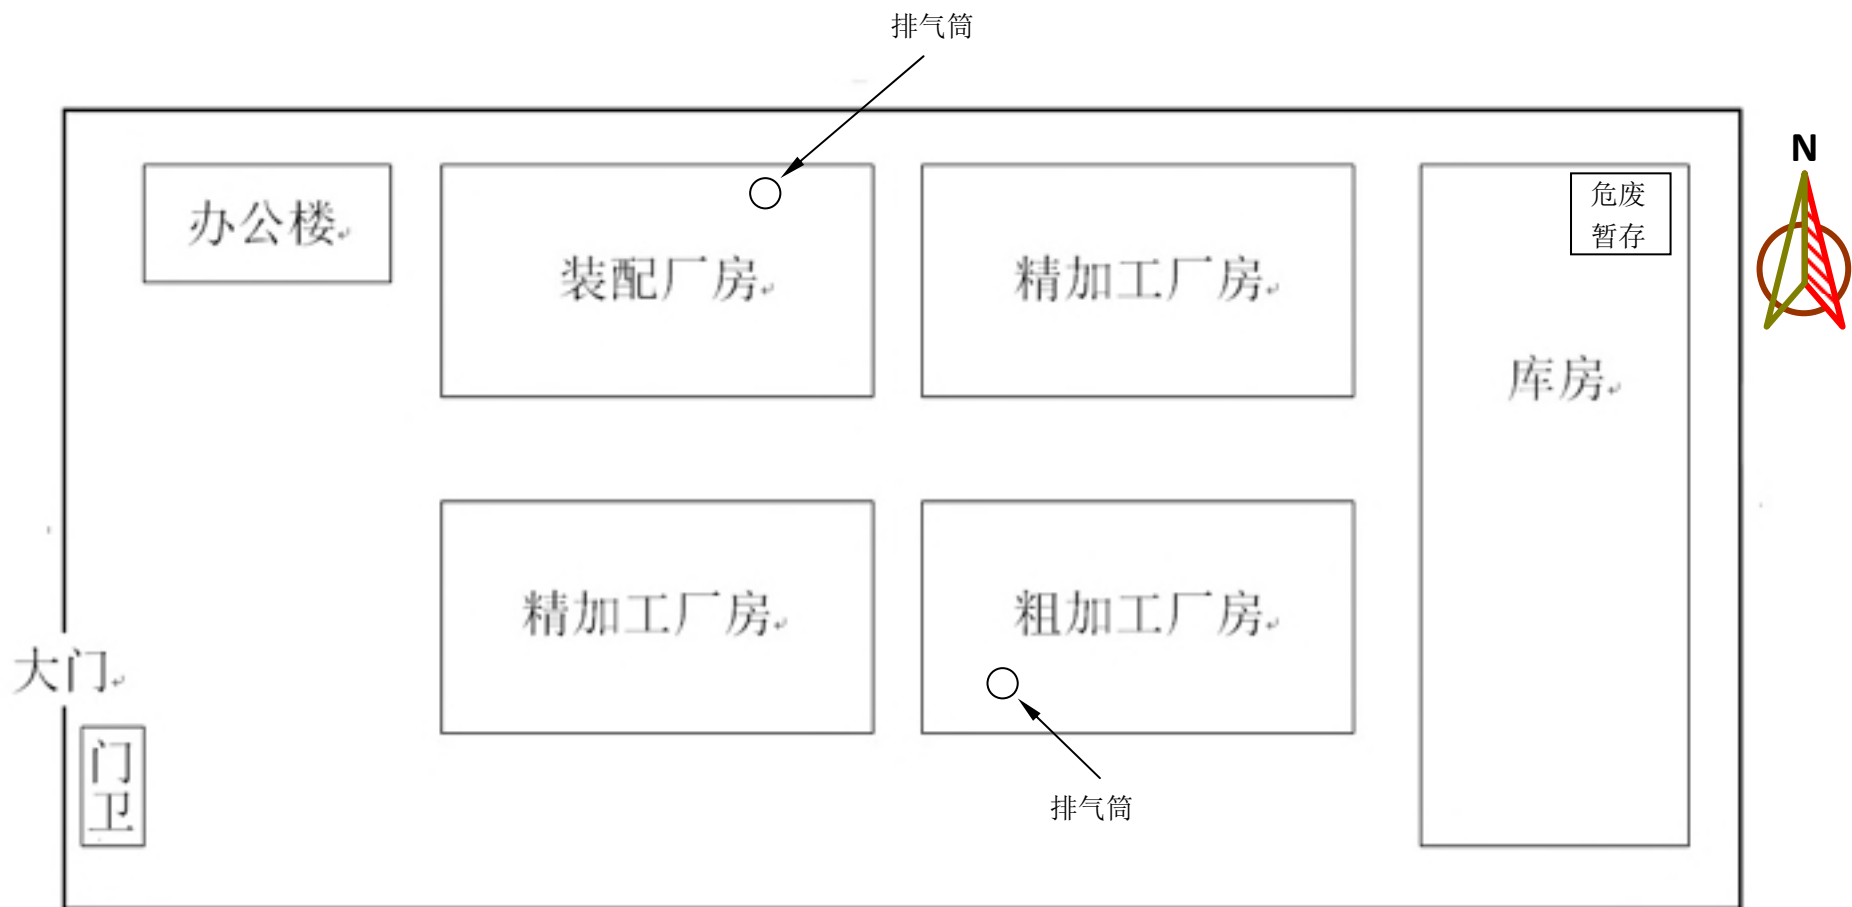 排气筒
N
办公楼
装配厂房
精加工厂房
危废
暂存
库房
精加工厂房
粗加工厂房
大门
门
卫
排气筒